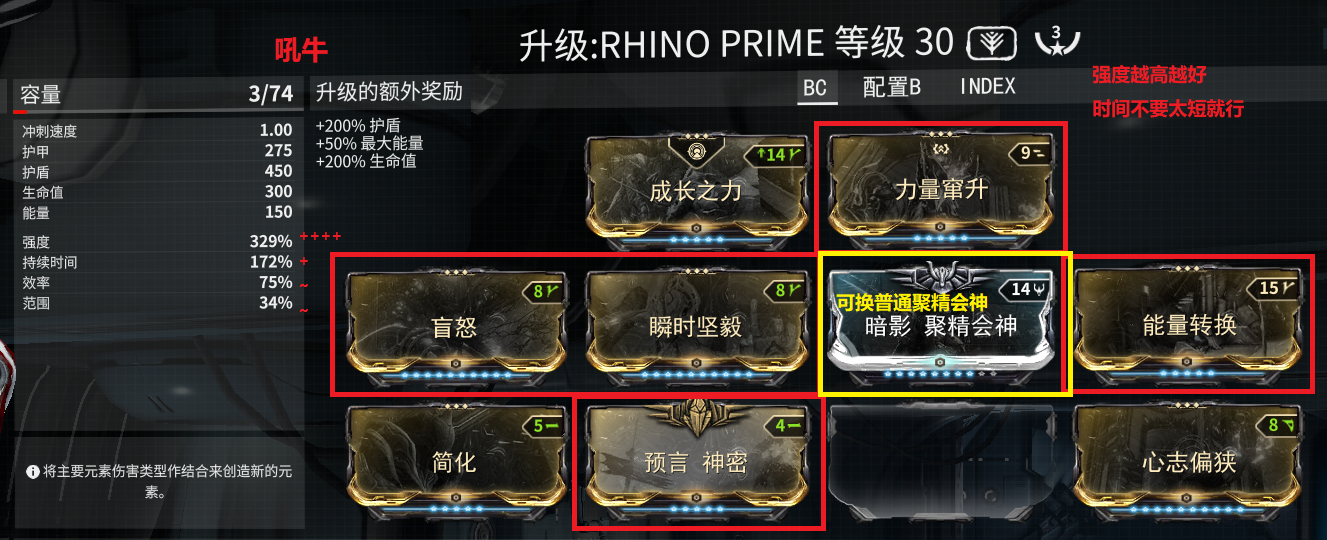 吼牛
升级:RHINO PRIME 等级 30
3
强度越高越好
时间不要太短就行
容量 3/74
升级的额外奖励
BC 配置B INDEX
+200% 护盾
+50% 最大能量
+200% 生命值
冲刺速度 1.00
护甲 275
护盾 450
生命值 300
能量 150
强度 329% ++++
持续时间 172% +
效率 75% ~
范围 34% ~
14
成长之力
9
力量窜升
8
盲怒
8
瞬时坚毅
14
可换普通聚精会神
暗影 聚精会神
15
能量转换
5
简化
4
预言 神密
8
心志偏狭
将主要元素伤害类型作结合来创造新的元
素。